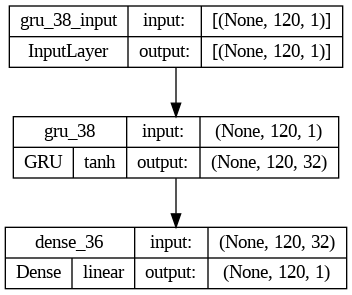 gru_38_input input: [(None, 120, 1)]
InputLayer output: [(None, 120, 1)]
gru_38 input: (None, 120, 1)
GRU tanh output: (None, 120, 32)
dense_36 input: (None, 120, 32)
Dense linear output: (None, 120, 1)